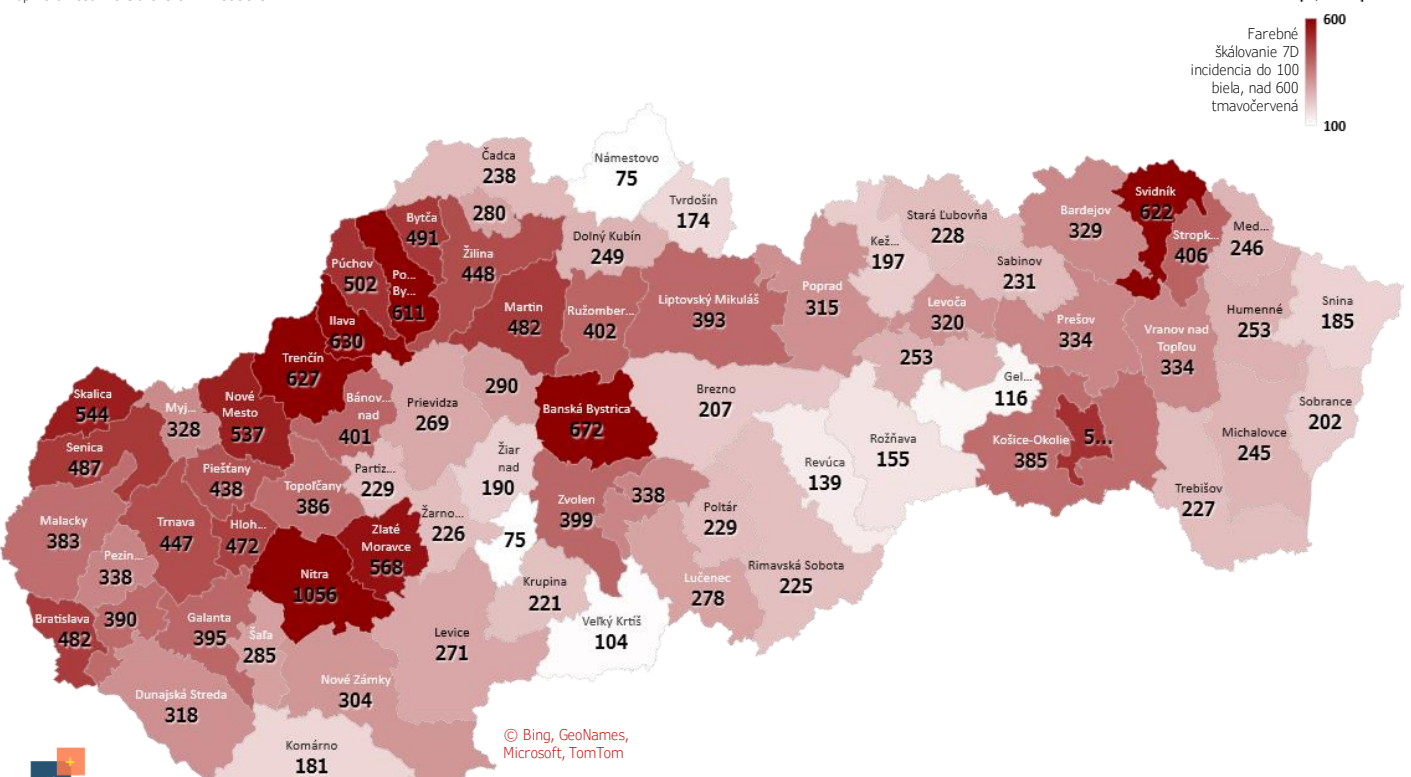 600
Farebné
škálovanie 7D
incidencia do 100
biela, nad 600
tmavočervená
100
Čadca
238
Námestovo
75
Tvrdošín
174
280
Bytča
491
Žilina
448
Dolný Kubín
249
Púchov
502
Po...
By...
611
Ilava
630
Trenčín
627
Martin
482
Ružomber...
402
Liptovský Mikuláš
393
Poprad
315
Kež...
197
Stará Ľubovňa
228
Sabinov
231
Levoča
320
Bardejov
329
Svidník
622
Stropk...
406
Med...
246
Humenné
253
Snina
185
Prešov
334
Vranov nad
Topľou
334
253
Gel...
116
Košice-Okolie
385
5...
Michalovce
245
Sobrance
202
Trebišov
227
Skalica
544
Senica
487
Myj...
328
Nové
Mesto
537
Bánov...
nad
401
Prievidza
269
290
Banská Bystrica
672
Brezno
207
Rožňava
155
Revúca
139
Piešťany
438
Topoľčany
386
Partiz...
229
Žiar
nad
190
Žarno...
226
75
Zvolen
399
338
Poltár
229
Rimavská Sobota
225
Lučenec
278
Malacky
383
Pezin...
338
Trnava
447
Hloh...
472
Zlaté
Moravce
568
Nitra
1056
Krupina
221
Veľký Krtíš
104
Bratislava
482
390
Galanta
395
Šaľa
285
Levice
271
Dunajská Streda
318
Nové Zámky
304
Komárno
181
© Bing, GeoNames,
Microsoft, TomTom